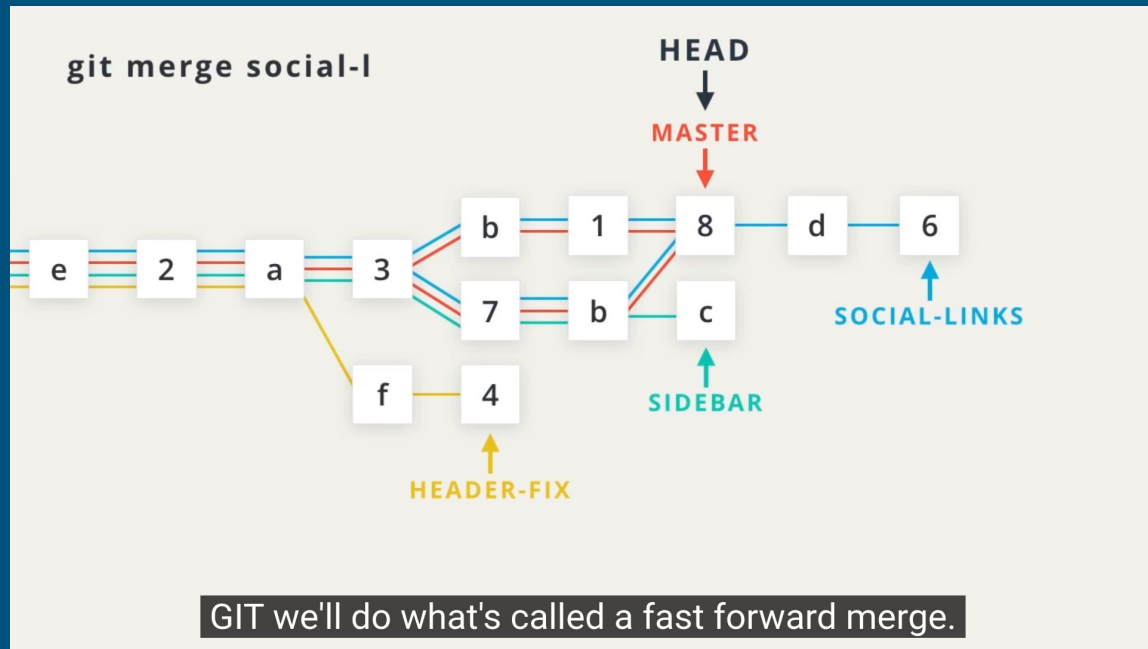 git merge social-l
HEAD
MASTER
b 1 8 d 6
e 2 a 3
7 b c
SOCIAL-LINKS
f 4
SIDEBAR
HEADER-FIX
GIT we'll do what's called a fast forward merge.